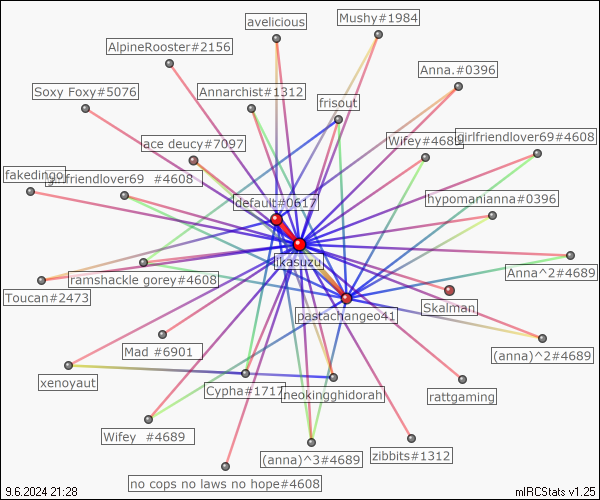 avelicious
Mushy#1984
AlpineRooster#2156
Anna.#0396
Soxy Foxy#5076
Annarchist#1312
frisout
ace deucy#7097
Wifey#4689
girlfriendlover69#4608
fakedingo
girlfriendlover69 #4608
default#0617
hypomanianna#0396
ikasuzu
Anna^2#4689
ramshackle gorey#4608
Toucan#2473
pastachangeo41
Skalman
Mad #6901
(anna)^2#4689
xenoyaut
Cypha#1717
neokingghidorah
rattgaming
Wifey #4689
(anna)^3#4689
zibbits#1312
no cops no laws no hope#4608
9.6.2024 21:28
mIRCStats v1.25